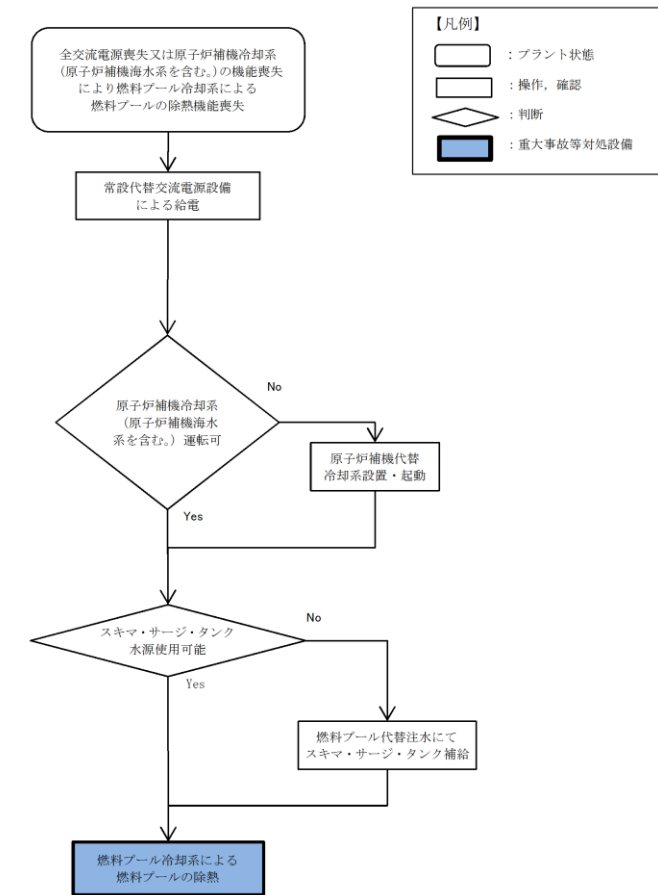 全交流電源喪失又は原子炉補機冷却系
(原子炉補機海水系を含む。)の機能喪失
により燃料プール冷却系による
燃料プールの除熱機能喪失
【凡例】
：プラント状態
：操作，確認
：判断
：重大事故等対処設備
常設代替交流電源設備
による給電
原子炉補機冷却系
（原子炉補機海水
系を含む。）運転可
No
Yes
原子炉補機代替
冷却系設置・起動
スキマ・サージ・タンク
水源使用可能
No
Yes
燃料プール代替注水にて
スキマ・サージ・タンク補給
燃料プール冷却系による
燃料プールの除熱